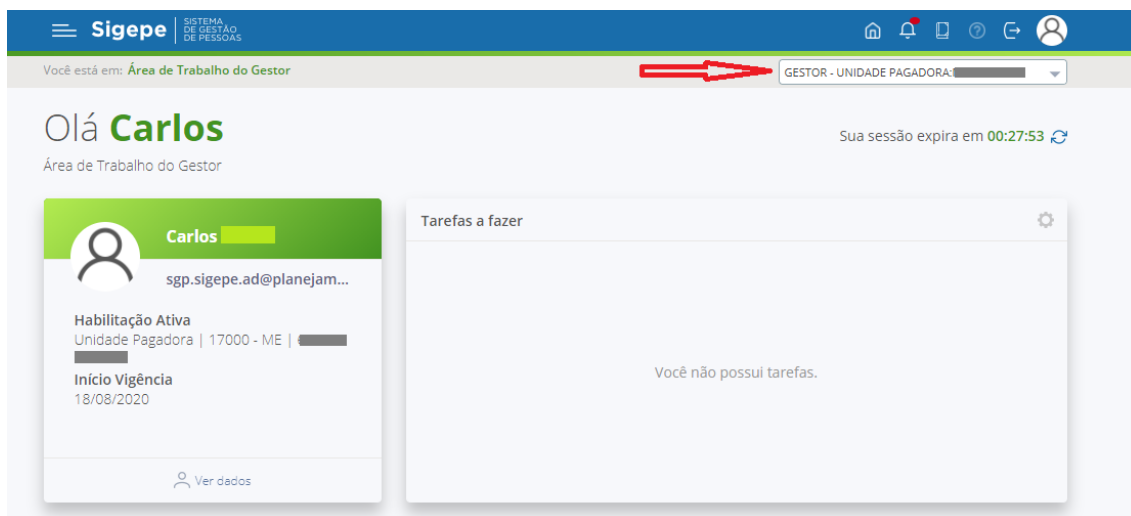 Sigepe
SISTEMA
DE GESTÃO
DE PESSOAS
Você está em: Área de Trabalho do Gestor
GESTOR - UNIDADE PAGADORA:
Olá Carlos
Sua sessão expira em 00:27:53
Área de Trabalho do Gestor
Carlos
sgp.sigepe.ad@planejam...
Habilitação Ativa
Unidade Pagadora | 17000 - ME |
Início Vigência
18/08/2020
Ver dados
Tarefas a fazer
Você não possui tarefas.